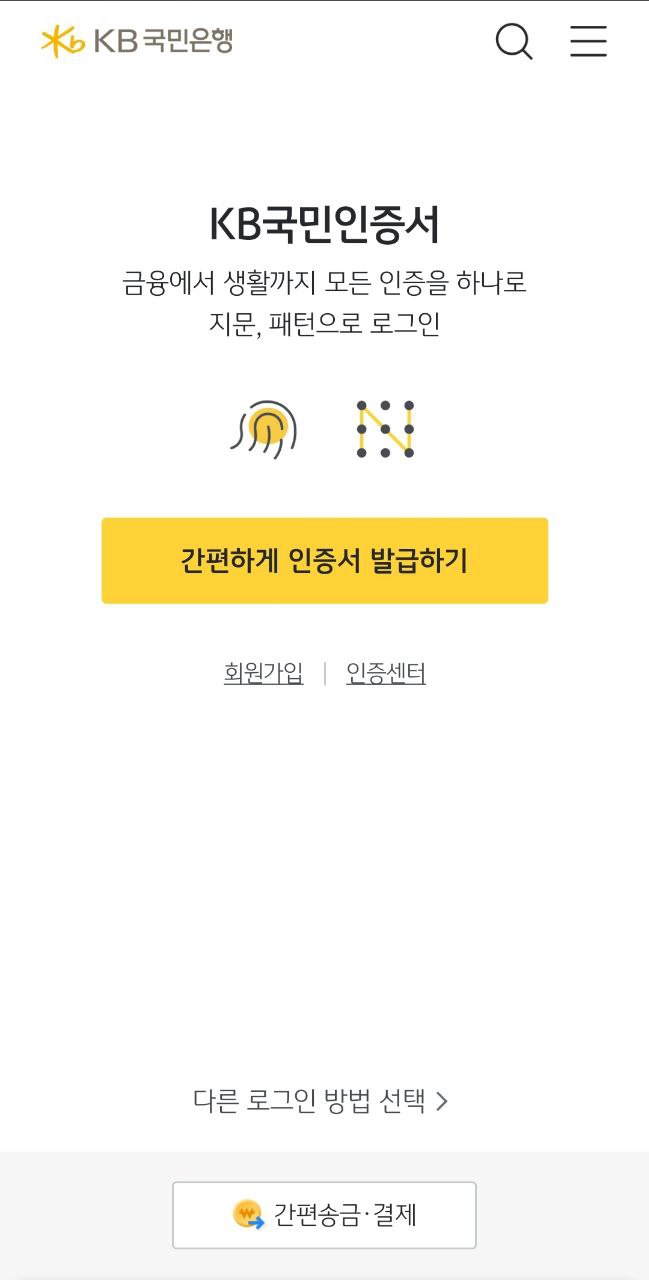 KB 국민은행
KB국민인증서
금융에서 생활까지 모든 인증을 하나로
지문, 패턴으로 로그인
간편하게 인증서 발급하기
회원가입 | 인증센터
다른 로그인 방법 선택 >
간편송금·결제